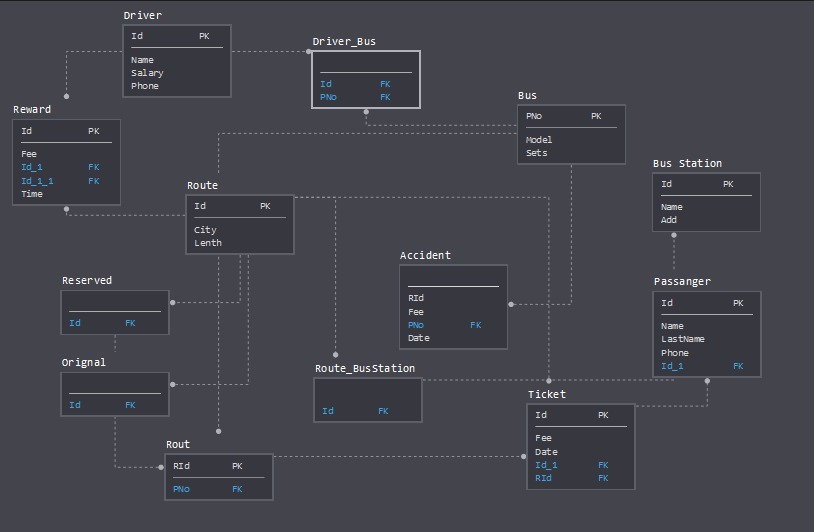 Driver
Id PK
Name
Salary
Phone
Driver_Bus
Id FK
PNo FK
Bus
PNo PK
Model
Sets
Reward
Id PK
Fee
Id_1 FK
Id_1_1 FK
Time
Bus Station
Id PK
Name
Add
Route
Id PK
City
Lenth
Accident
RId
Fee
PNo FK
Date
Reserved
Id FK
Passanger
Id PK
Name
LastName
Phone
Id_1 FK
Orignal
Id FK
Route_BusStation
Id FK
Ticket
Id PK
Fee
Date
Id_1 FK
RId FK
Rout
RId PK
PNo FK